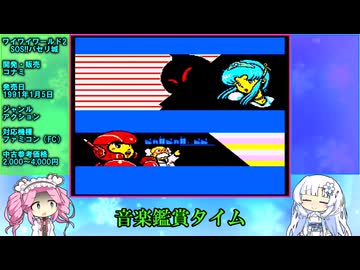 ワイワイワールド2
SOS!!パセリ城
開発・販売
コナミ
発売日
1991年1月5日
ジャンル
アクション
対応機種
ファミコン（FC）
中古参考価格
2,000～4,000円
音楽鑑賞タイム